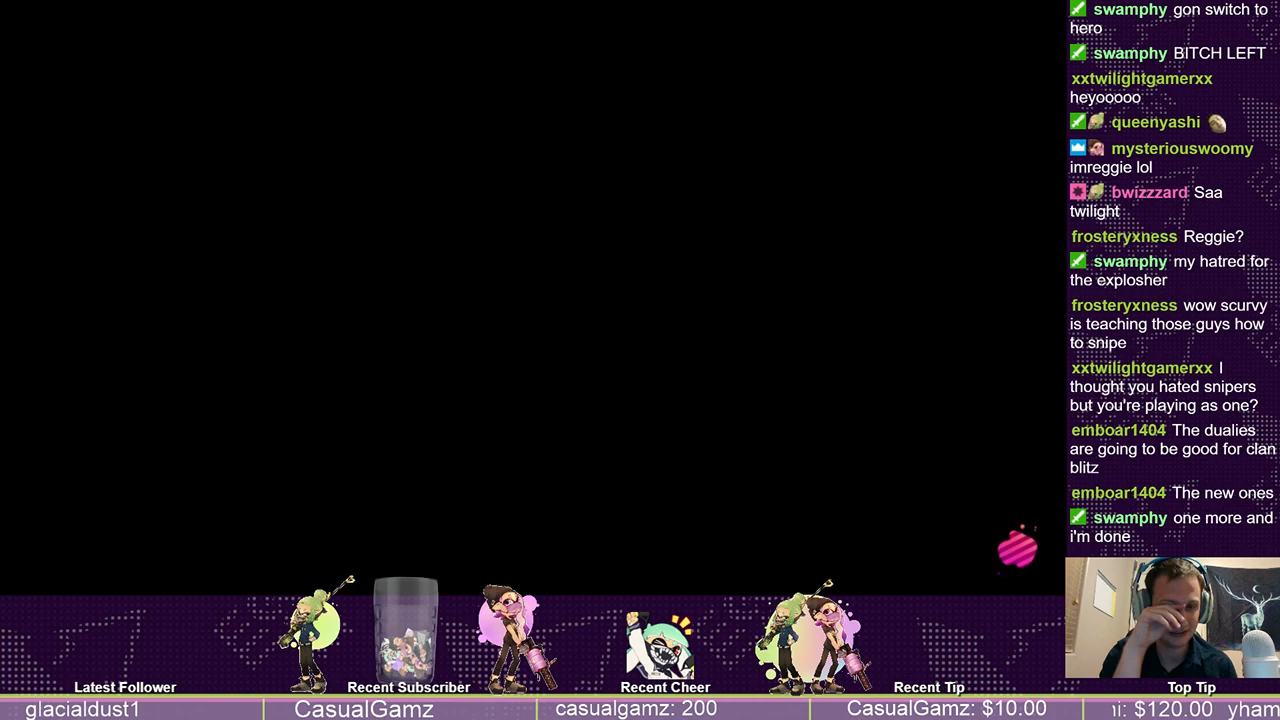 swamphy gon switch to
hero
swamphy BITCH LEFT
xxtwilightgamerxx
heyooooo
queenyashi
mysteriouswoomy
imreggie lol
bwizzzard Saa
twilight
frosteryxness Reggie?
swamphy my hatred for
the explosher
frosteryxness wow scurvy
is teaching those guys how
to snipe
xxtwilightgamerxx I
thought you hated snipers
but you're playing as one?
emboar1404 The dualies
are going to be good for clan
blitz
emboar1404 The new ones
swamphy one more and
i'm done
Latest Follower
Recent Subscriber
Recent Cheer
Recent Tip
Top Tip
glacialdust1
CasualGamz
casualgamz: 200
CasualGamz: $10.00
ii: $120.00 yham